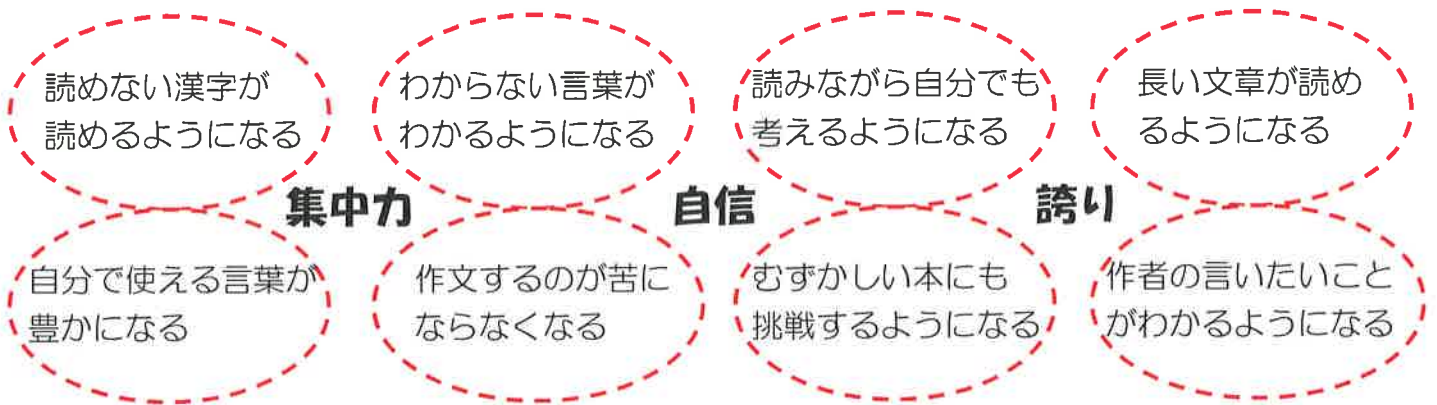 読めない漢字が
読めるようになる
わからない言葉が
わかるようになる
読みながら自分でも
考えるようになる
長い文章が読め
るようになる
集中力
自信
誇り
自分で使える言葉が
豊かになる
作文するのが苦に
ならなくなる
むずかしい本にも
挑戦するようになる
作者の言いたいこと
がわかるようになる